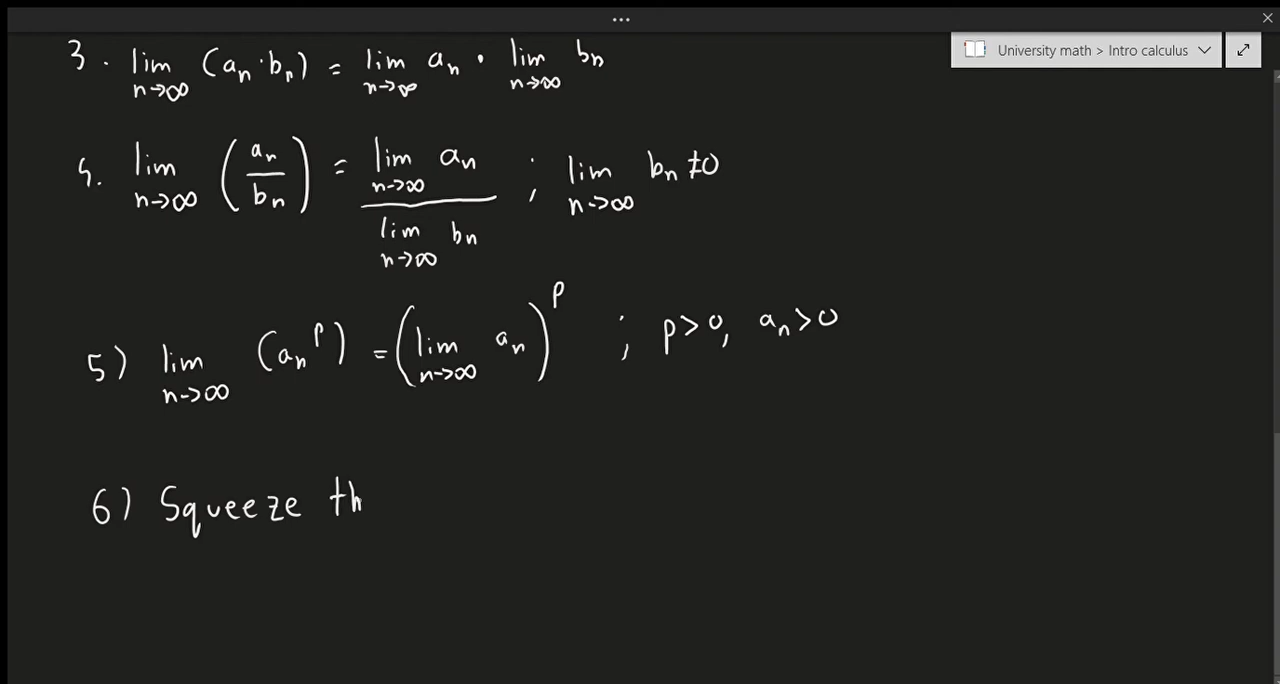 ...
University math > Intro calculus
3. lim n→∞ (aₙ·bₙ) = lim n→∞ aₙ · lim n→∞ bₙ
4. lim n→∞ (aₙ/bₙ) = lim n→∞ aₙ / lim n→∞ bₙ ; lim n→∞ bₙ ≠ 0
5) lim n→∞ (aₙᵖ) = (lim n→∞ aₙ)ᵖ ; p>0, aₙ>0
6) Squeeze th